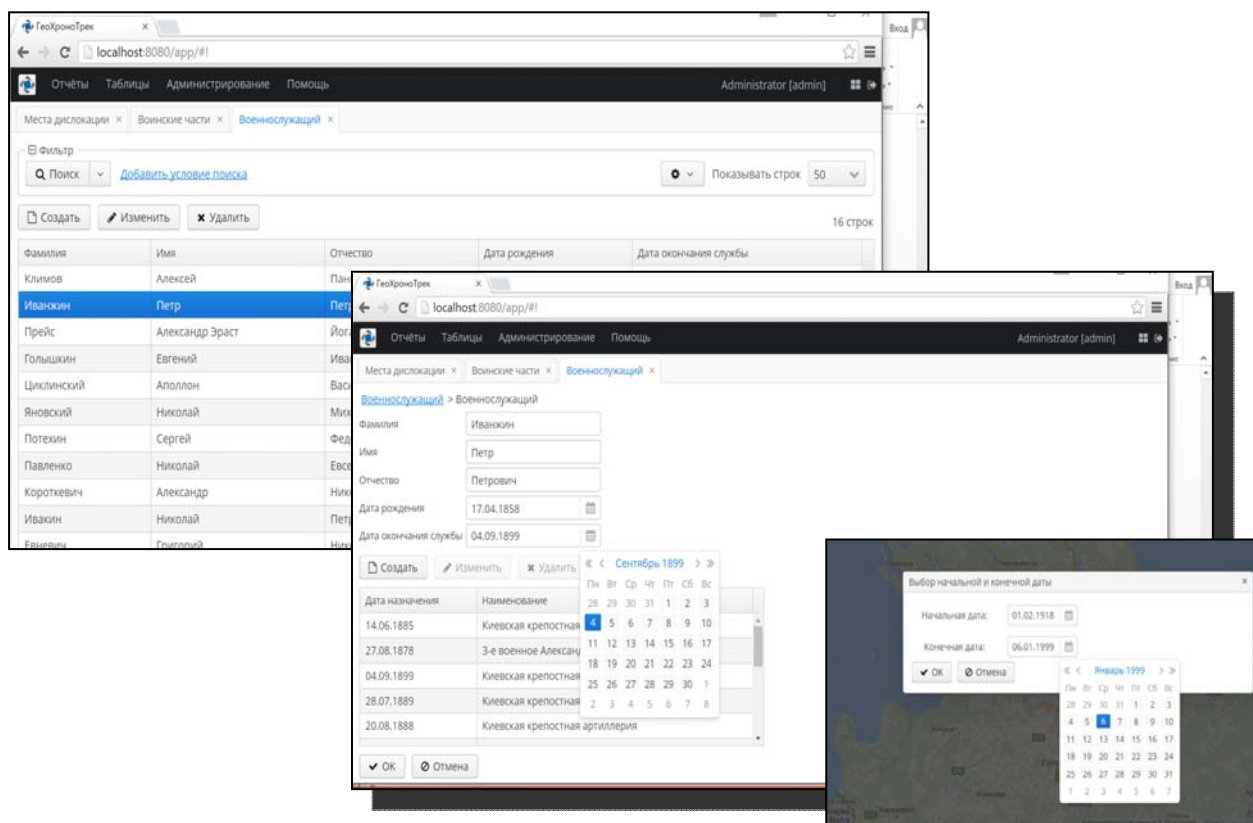 ГеоХроноТрек ×
Вход
localhost:8080/app/#!
Отчёты Таблицы Администрирование Помощь Administrator [admin]
Места дислокации × Воинские части × Военнослужащий ×
Фильтр
Поиск Добавить условие поиска Показывать строк 50
Создать Изменить Удалить 16 строк
Фамилия Имя Отчество Дата рождения Дата окончания службы
Климов Алексей
Иванжин Петр
Прейс Александр Эраст
Голышкин Евгений
Циклинский Аполлон
Яновский Николай
Потехин Сергей
Павленко Николай
Короткевич Александр
Ивакин Николай
Евневич Григорий
ГеоХроноТрек ×
Вход
localhost:8080/app/#!
Отчёты Таблицы Администрирование Помощь Administrator [admin]
Места дислокации × Воинские части × Военнослужащий ×
Военнослужащий > Военнослужащий
Фамилия Иванжин
Имя Петр
Отчество Петрович
Дата рождения 17.04.1858
Дата окончания службы 04.09.1899
Создать Изменить Удалить
Дата назначения Наименование
14.06.1885 Киевская крепостная
27.08.1878 3-е военное Алексан
04.09.1899 Киевская крепостная
28.07.1889 Киевская крепостная
20.08.1888 Киевская крепостная артиллерия
OK Отмена
Сентябрь 1899
Пн Вт Ср Чт Пт Сб Вс
28 29 30 31 1 2 3
4 5 6 7 8 9 10
11 12 13 14 15 16 17
18 19 20 21 22 23 24
25 26 27 28 29 30 1
2 3 4 5 6 7 8
Выбор начальной и конечной даты ×
Начальная дата: 01.02.1918
Конечная дата: 06.01.1999
OK Отмена
Январь 1999
Пн Вт Ср Чт Пт Сб Вс
28 29 30 31 1 2 3
4 5 6 7 8 9 10
11 12 13 14 15 16 17
18 19 20 21 22 23 24
25 26 27 28 29 30 31
1 2 3 4 5 6 7